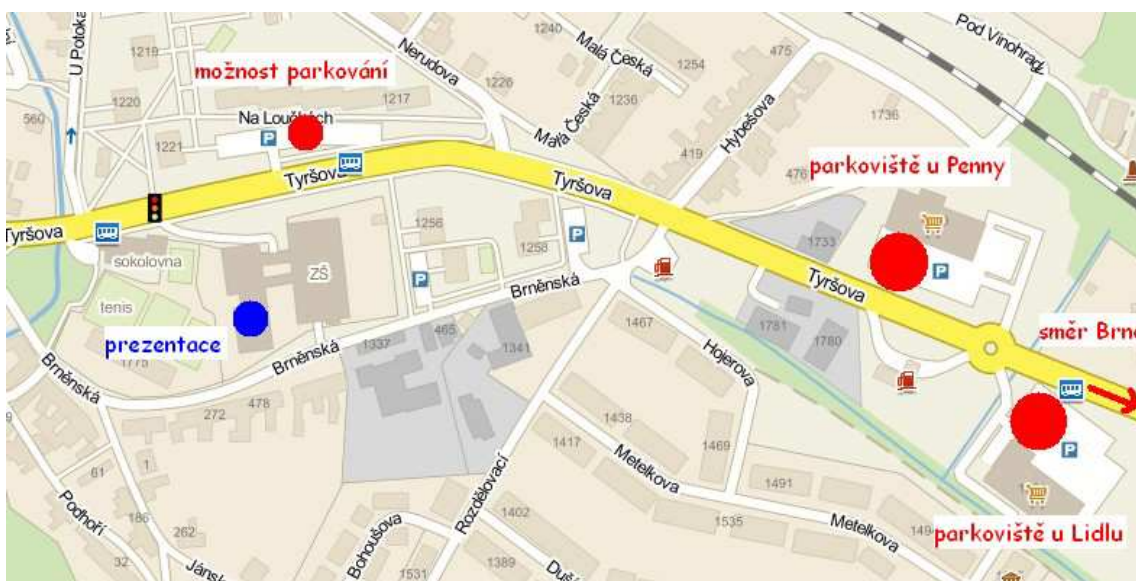 1219
1220
560
1221
U Potoka
možnost parkování
Nerudova
1226
1217
Na Loučkách
P
1240
Malá Česká
1254
1236
Malá Česká
Malá Česká
475
419
476
Hybešova
1736
Pod Vinohrady
parkoviště u Penny
Tyršova
Tyršova
Tyršova
Tyršova
sokolovna
tenis
ZŠ
prezentace
1775
1256
1258
P
P
P
Brněnská
Brněnská
Brněnská
1337
465
1341
272
478
61
1
186
262
32
Podhoří
1733
1781
1780
směr Brno
1467
Hojerova
1438
1417
1469
1491
1535
Metelkova
Metelkova
Rozdělovací
1402
1389
1531
Bohoušova
P
parkoviště u Lidlu